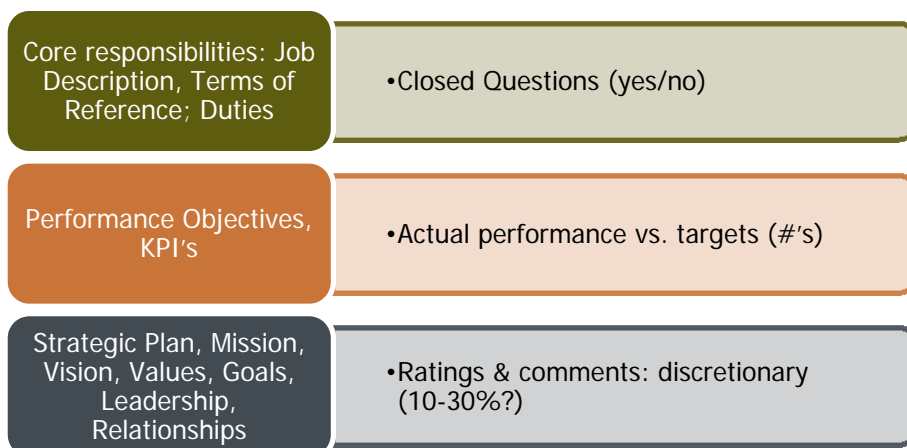 Core responsibilities: Job
Description, Terms of
Reference; Duties
•Closed Questions (yes/no)
Performance Objectives,
KPI's
•Actual performance vs. targets (#'s)
Strategic Plan, Mission,
Vision, Values, Goals,
Leadership,
Relationships
•Ratings & comments: discretionary
(10-30%?)